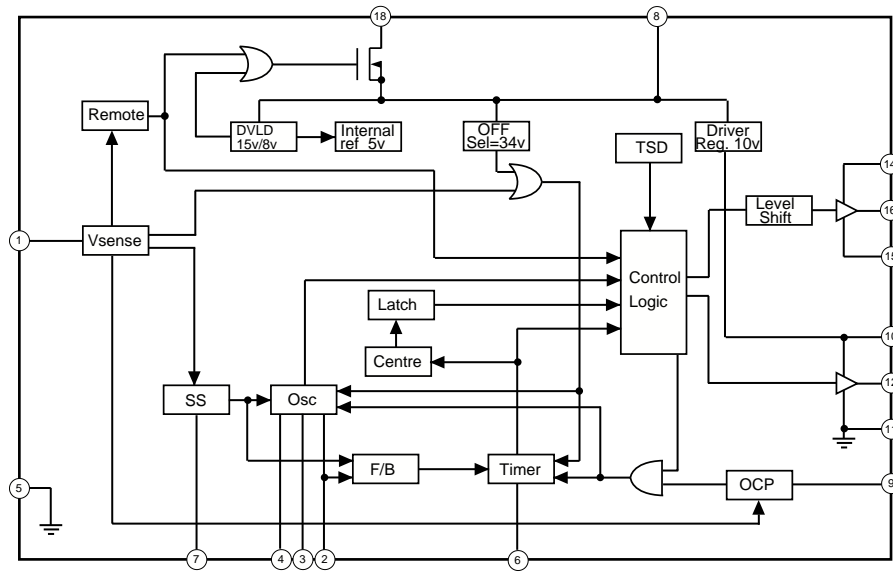 18
8
Remote
DVLD
15v/8v
Internal
ref 5v
OFF
Sel=34v
Driver
Reg. 10v
TSD
14
Level
Shift
16
1
Vsense
15
Control
Logic
Latch
10
Centre
12
SS
Osc
11
F/B
Timer
OCP
9
5
7
4
3
2
6